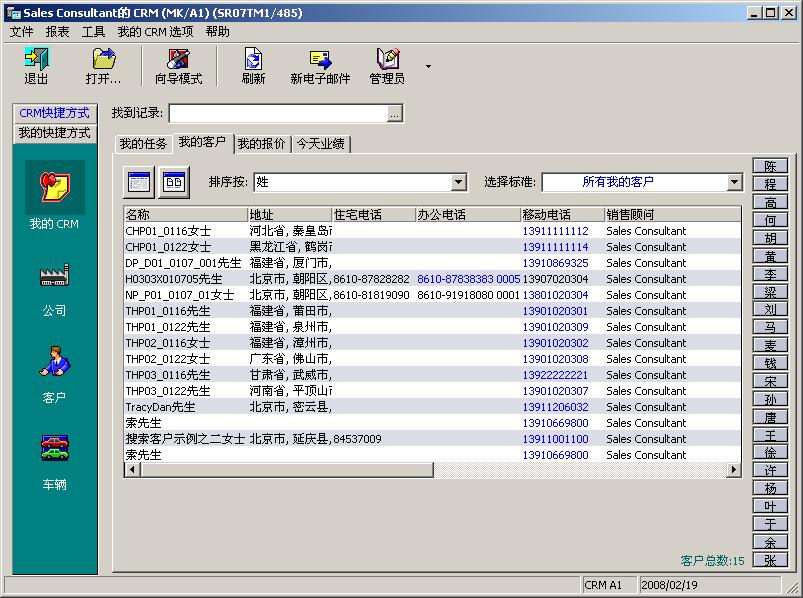 Sales Consultant的 CRM (MK/A1) (SR07TM1/485)
文件 报表 工具 我的 CRM 选项 帮助
退出 打开... 向导模式 刷新 新电子邮件 管理员
CRM快捷方式 找到记录: ...
我的快捷方式
我的任务 我的客户 我的报价 今天业绩
排序按: 姓 选择标准: 所有我的客户
名称 地址 住宅电话 办公电话 移动电话 销售顾问
CHP01_0116女士 河北省, 秦皇岛市 13911111112 Sales Consultant
CHP01_0122女士 黑龙江省, 鹤岗市 13911111114 Sales Consultant
DP_D01_0107_001先生 福建省, 厦门市, 13910869325 Sales Consultant
H0303X010705先生 北京市, 朝阳区, 8610-87828282 8610-87838383 0005 13907020304 Sales Consultant
NP_P01_0107_01女士 北京市, 朝阳区, 8610-81819090 8610-91918080 0001 13801020304 Sales Consultant
THP01_0116先生 福建省, 莆田市, 13901020301 Sales Consultant
THP01_0122先生 福建省, 泉州市, 13901020309 Sales Consultant
THP02_0116女士 福建省, 漳州市, 13901020302 Sales Consultant
THP02_0122女士 广东省, 佛山市, 13901020308 Sales Consultant
THP03_0116先生 甘肃省, 武威市, 13922222221 Sales Consultant
THP03_0122先生 河南省, 平顶山市 13901020307 Sales Consultant
TracyDan先生 北京市, 密云县, 13911206032 Sales Consultant
索先生 13910669800 Sales Consultant
搜索客户示例之二女士 北京市, 延庆县, 84537009 13911001100 Sales Consultant
索先生 13910669800 Sales Consultant
我的 CRM
公司
客户
车辆
陈
程
高
何
胡
黄
李
梁
刘
马
麦
钱
宋
孙
唐
王
徐
许
杨
叶
于
余
张
客户总数:15
CRM A1 2008/02/19